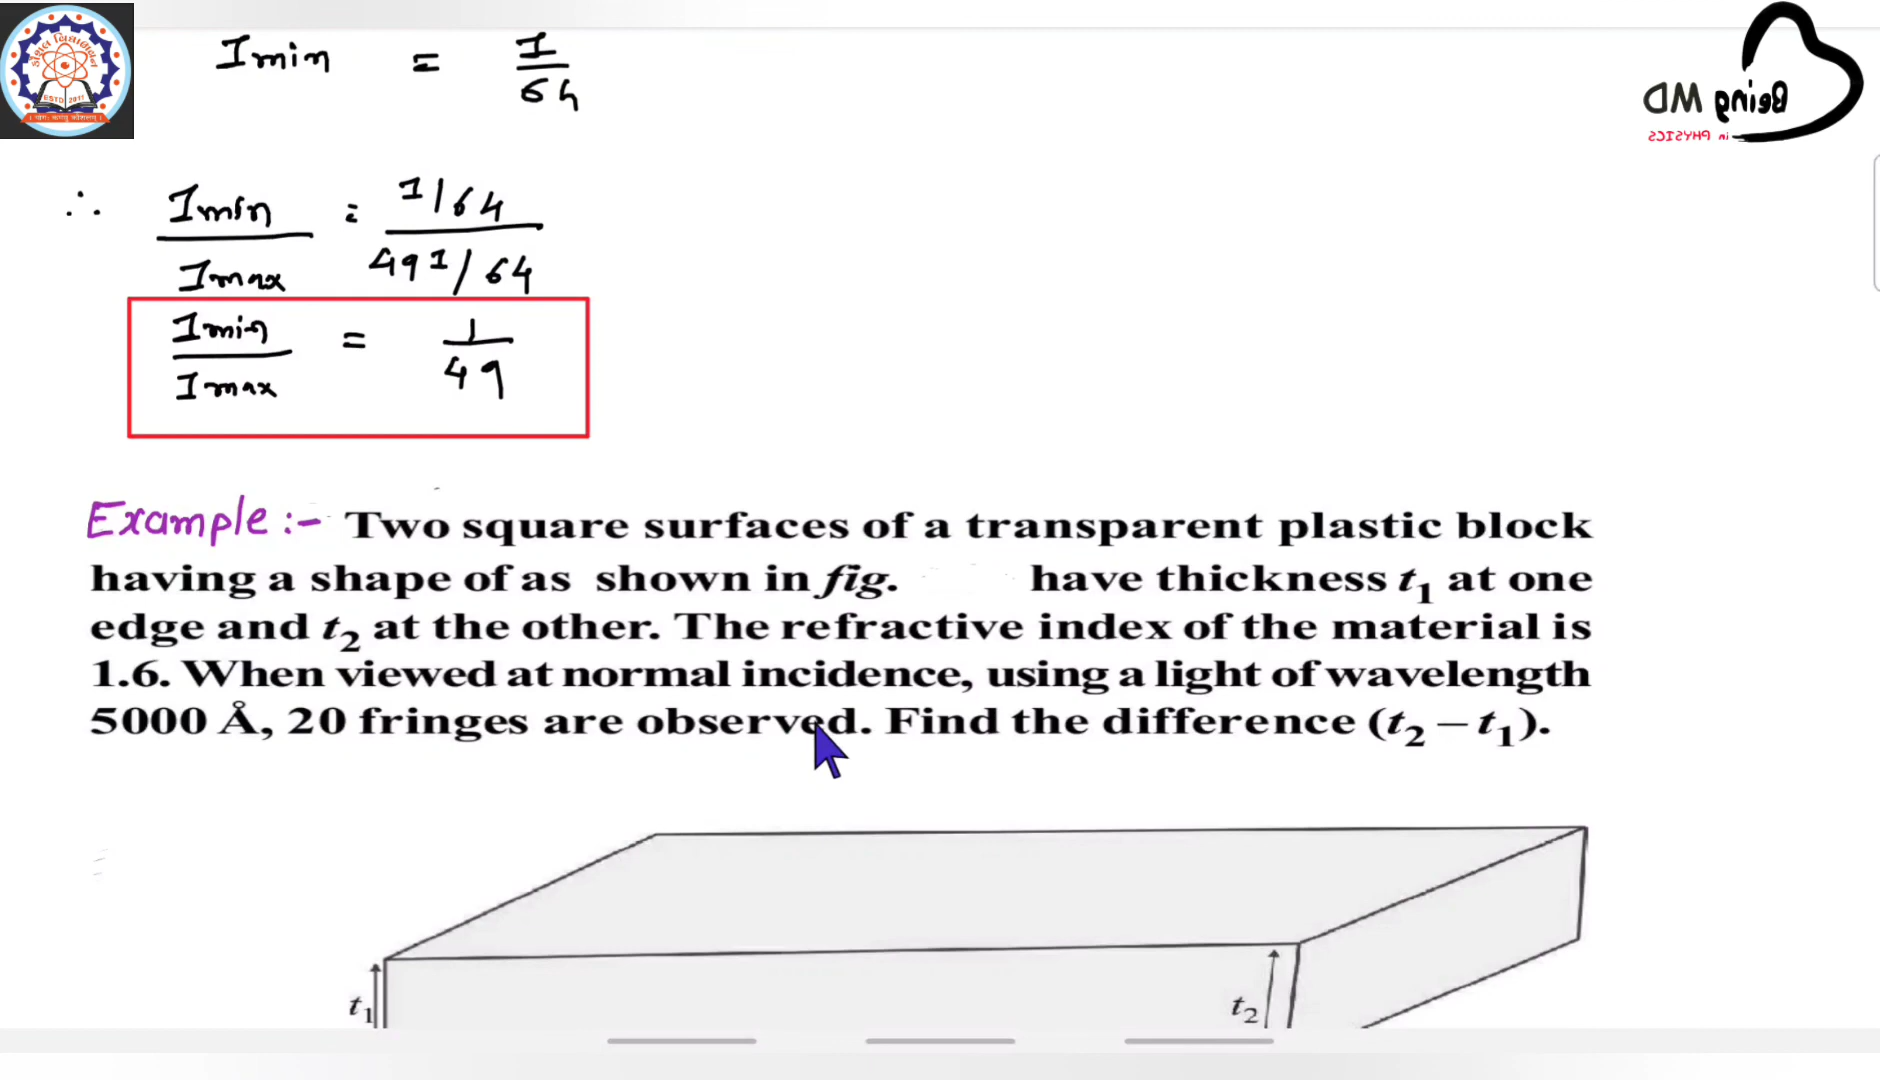 Imin = I/64
∴ Imin/Imax = I/64 / 49I/64
Imin/Imax = 1/49
Being MD
in PHYSICS
ESTD 2011
Example :- Two square surfaces of a transparent plastic block
having a shape of as shown in fig. have thickness t₁ at one
edge and t₂ at the other. The refractive index of the material is
1.6. When viewed at normal incidence, using a light of wavelength
5000 Å, 20 fringes are observed. Find the difference (t₂ – t₁).
t₁
t₂